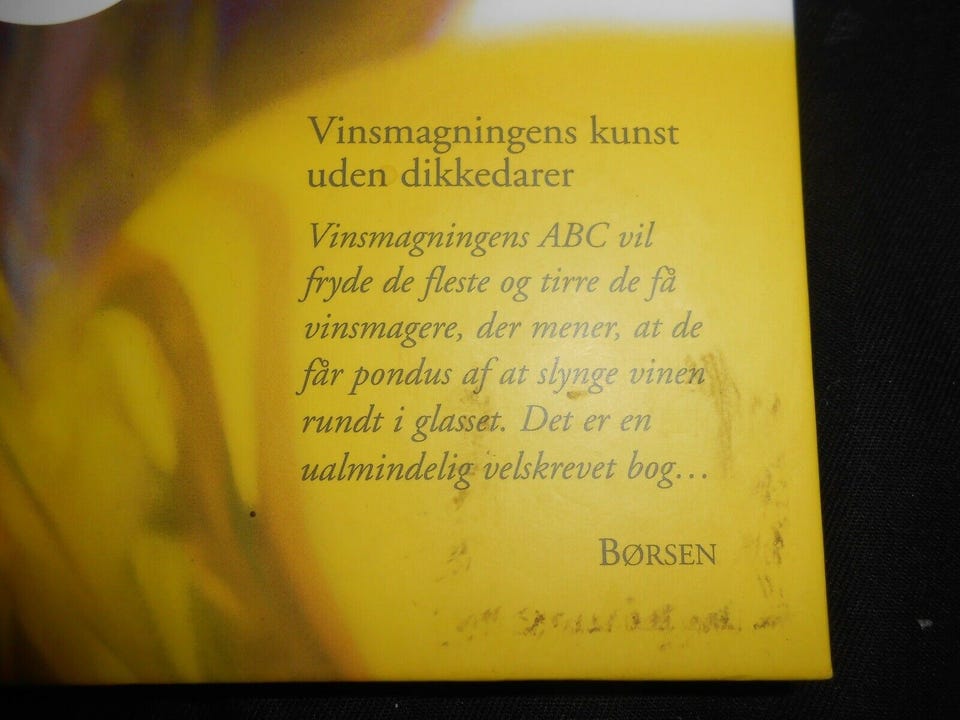 Vinsmagningens kunst
uden dikkedarer
Vinsmagningens ABC vil
fryde de fleste og tirre de få
vinsmagere, der mener, at de
får pondus af at slynge vinen
rundt i glasset. Det er en
ualmindelig velskrevet bog...
BØRSEN